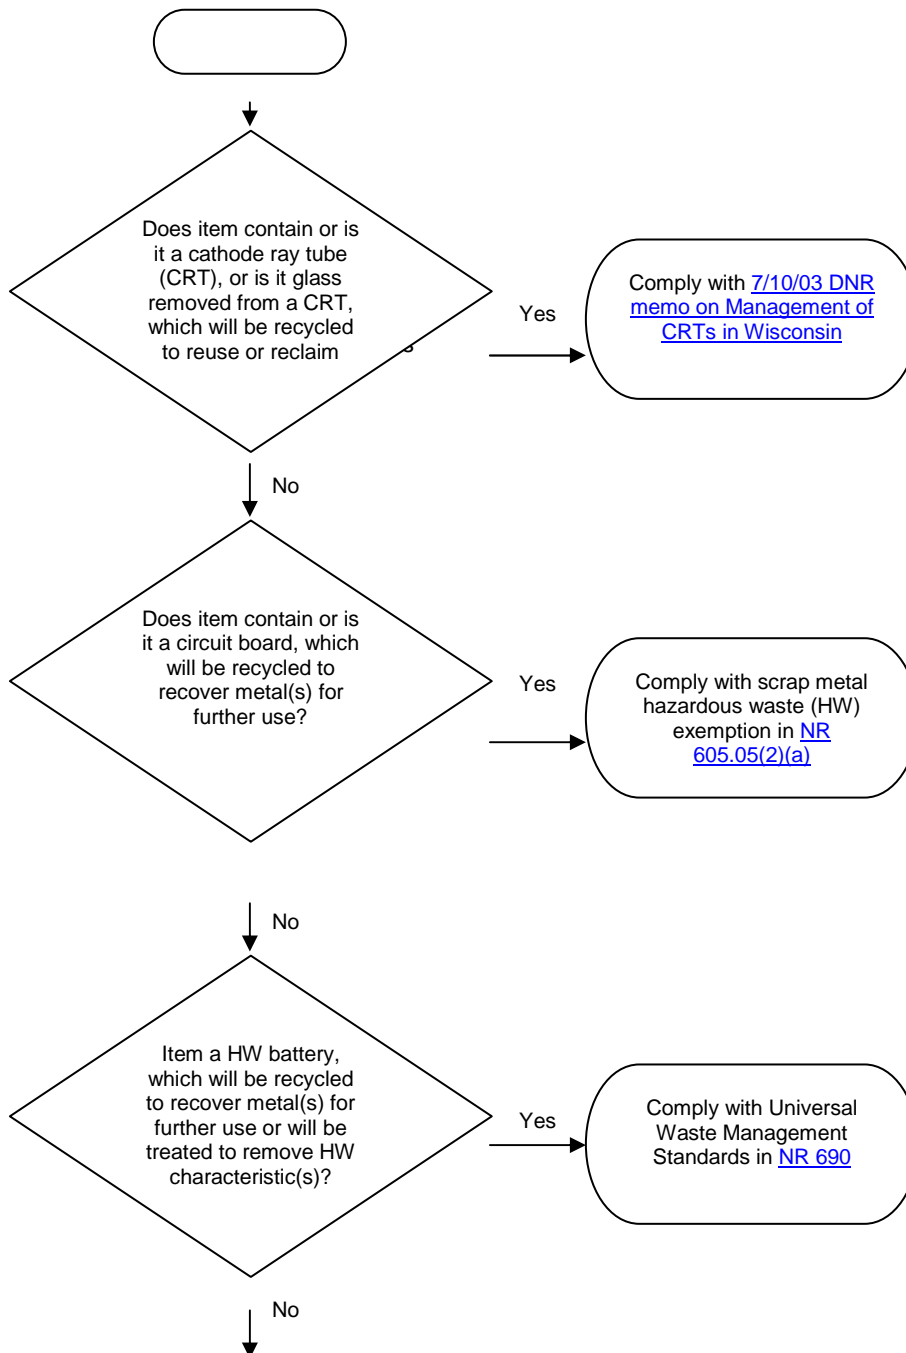 Does item contain or is
it a cathode ray tube
(CRT), or is it glass
removed from a CRT,
which will be recycled
to reuse or reclaim
Yes
Comply with 7/10/03 DNR
memo on Management of
CRTs in Wisconsin
No
Does item contain or is
it a circuit board, which
will be recycled to
recover metal(s) for
further use?
Yes
Comply with scrap metal
hazardous waste (HW)
exemption in NR
605.05(2)(a)
No
Item a HW battery,
which will be recycled
to recover metal(s) for
further use or will be
treated to remove HW
characteristic(s)?
Yes
Comply with Universal
Waste Management
Standards in NR 690
No